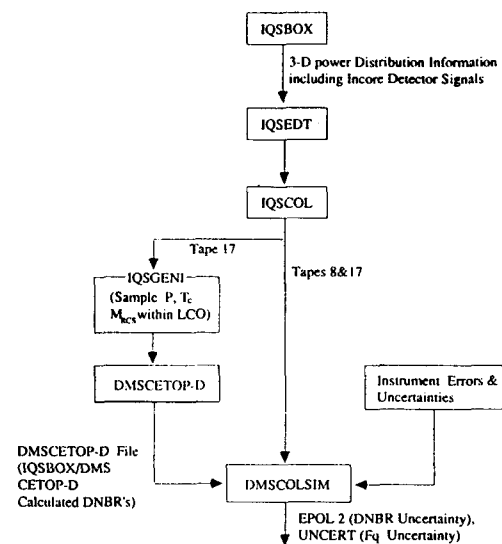 IQSBOX
3-D power Distribution Information
including Incore Detector Signals
IQSEDT
IQSCOL
Tape 17
Tapes 8&17
IQSGENI
(Sample P, Tc
MRCS within LCO)
DMSCETOP-D
Instrument Errors &
Uncertainties
DMSCETOP-D File
(IQSBOX/DMS
CETOP-D
Calculated DNBR's)
DMSCOLSIM
EPOL 2 (DNBR Uncertainty),
UNCERT (Fq Uncertainty)